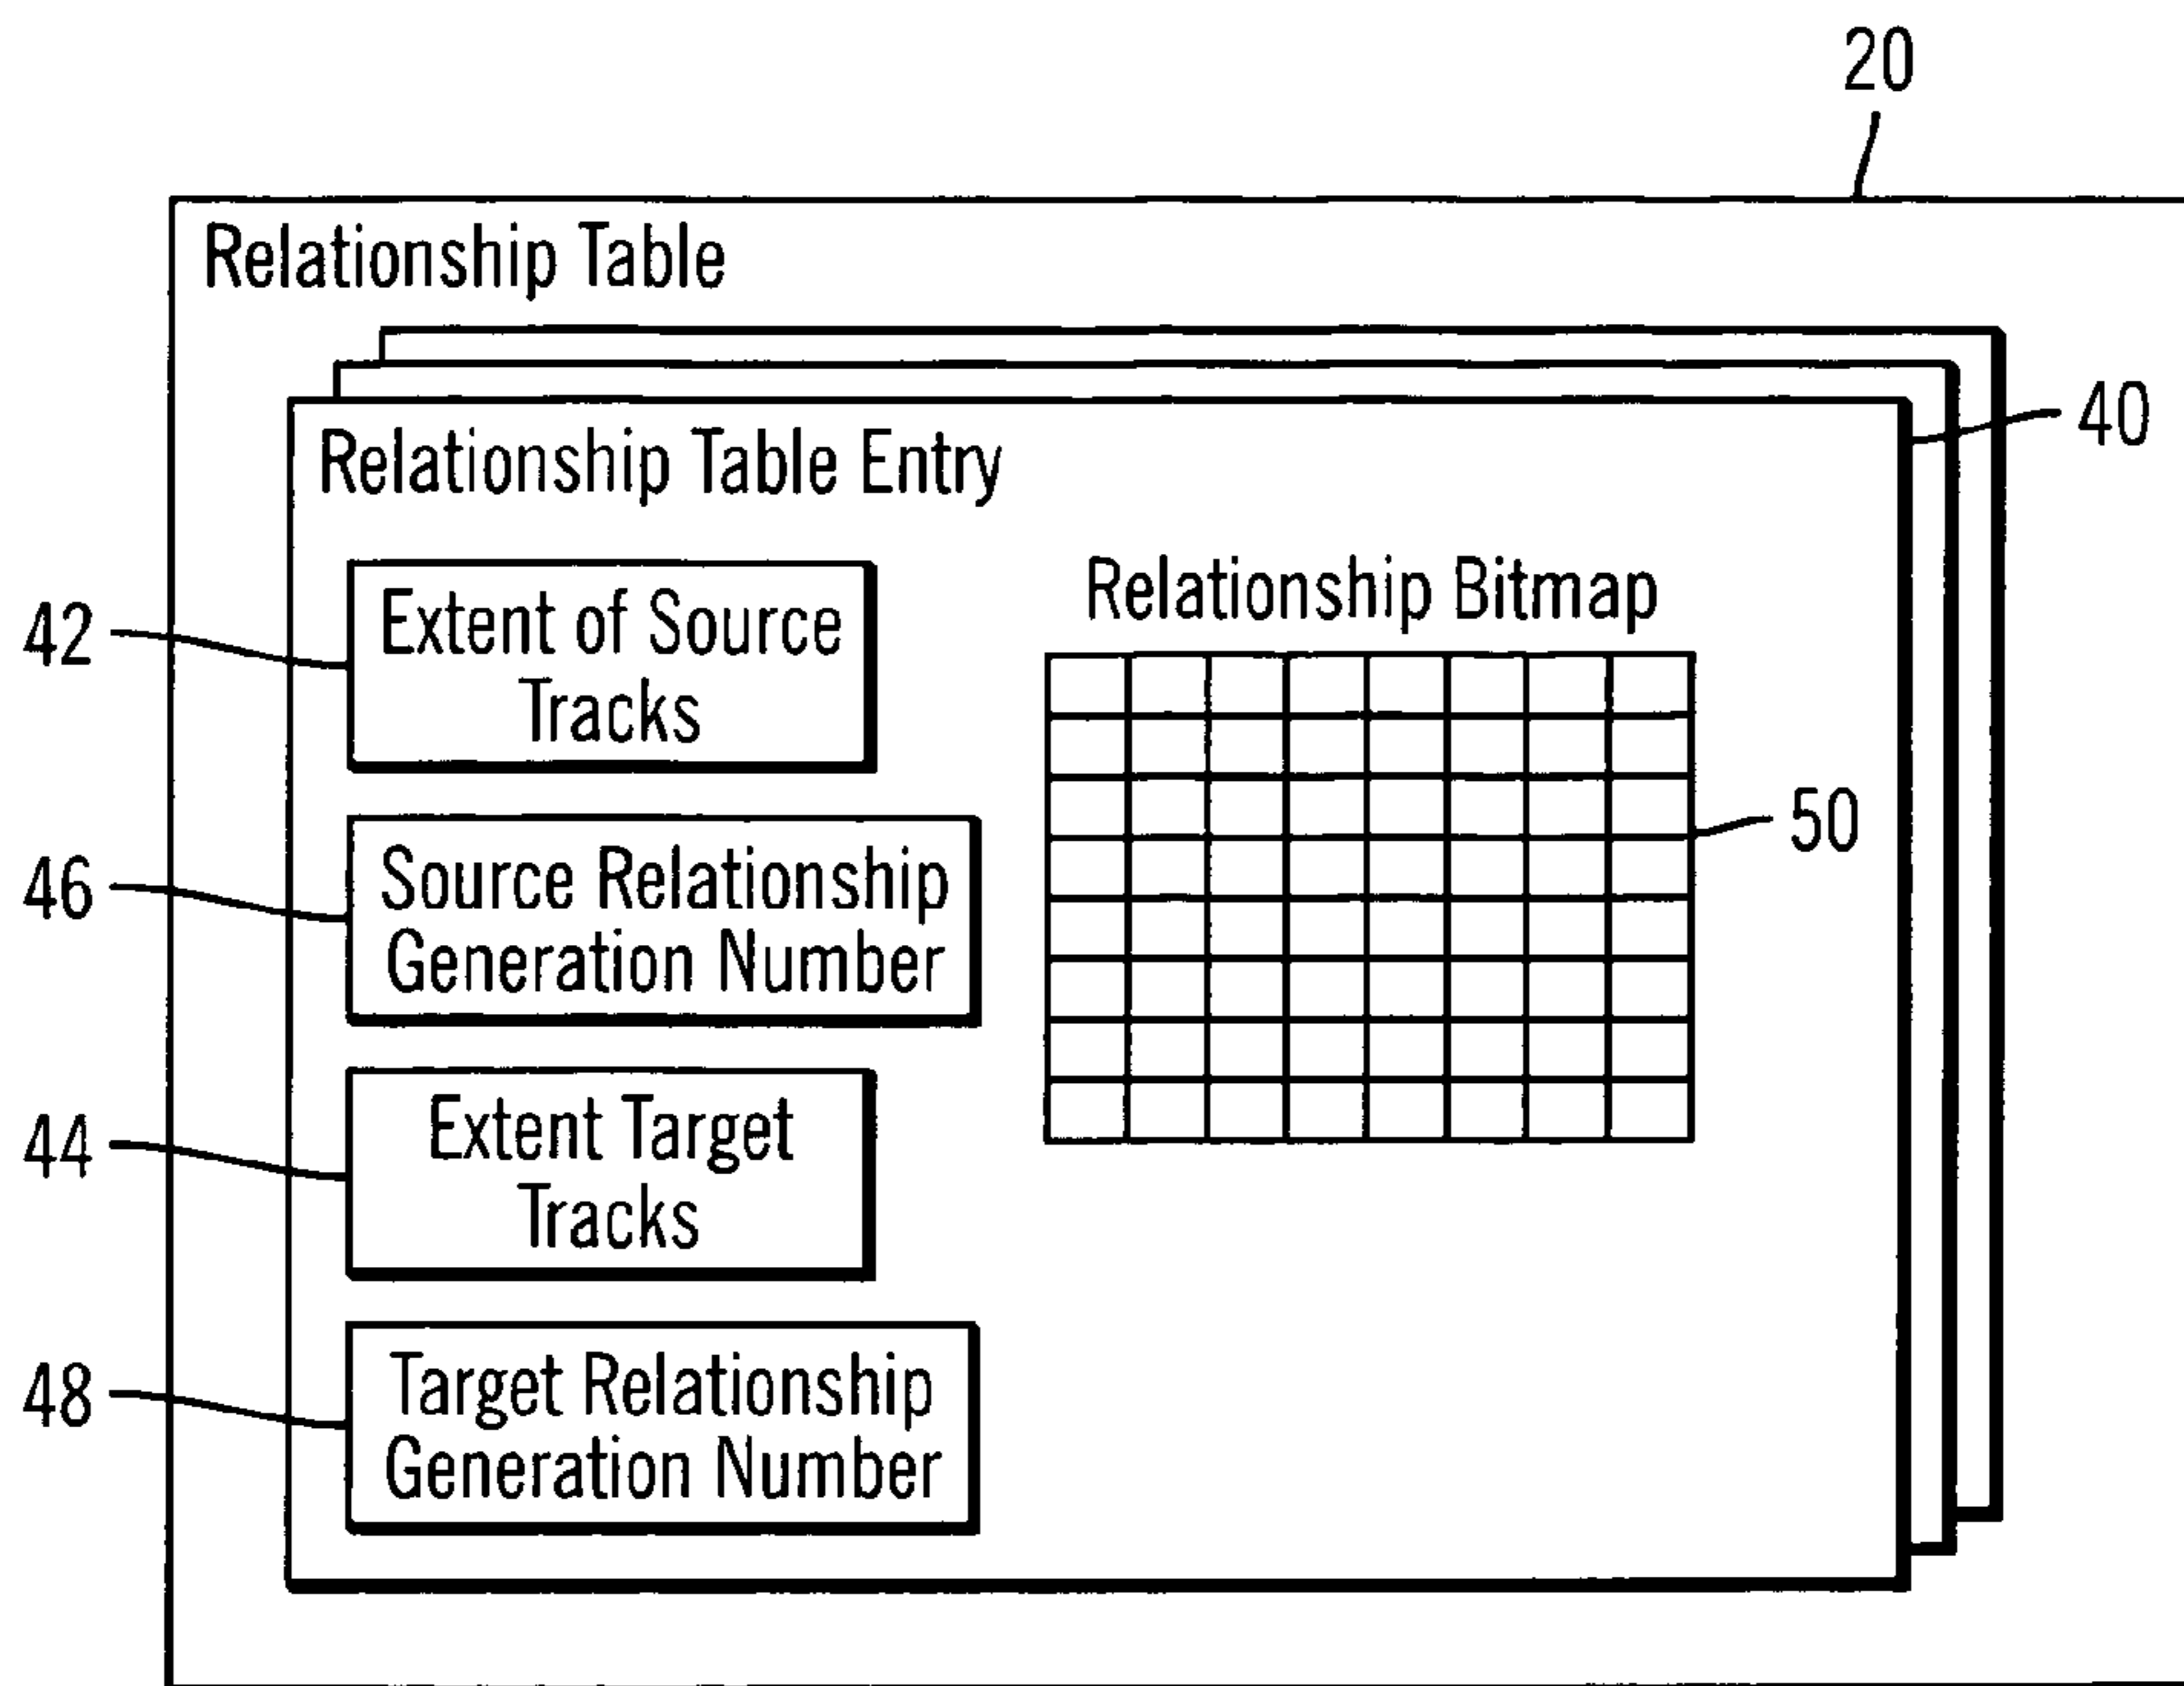 20
Relationship Table
40
Relationship Table Entry
42
Extent of Source
Tracks
Relationship Bitmap
50
46
Source Relationship
Generation Number
44
Extent Target
Tracks
48
Target Relationship
Generation Number